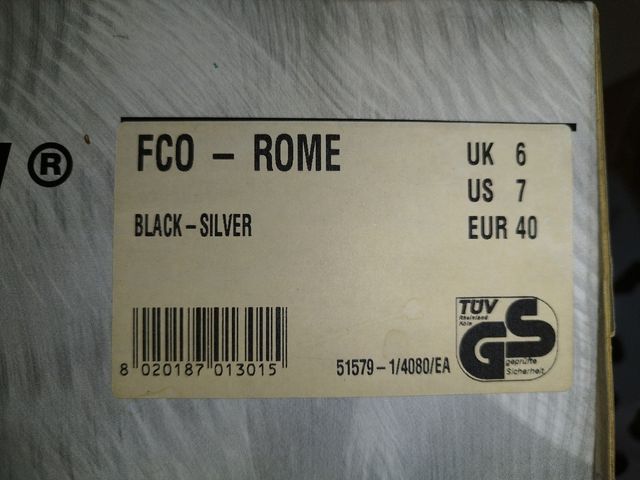 ®
FCO – ROME
UK 6
US 7
BLACK – SILVER
EUR 40
8 020187 013015
51579 – 1/4080/EA
TÜV
Rheinland
Köln
GS
geprüfte
Sicherheit